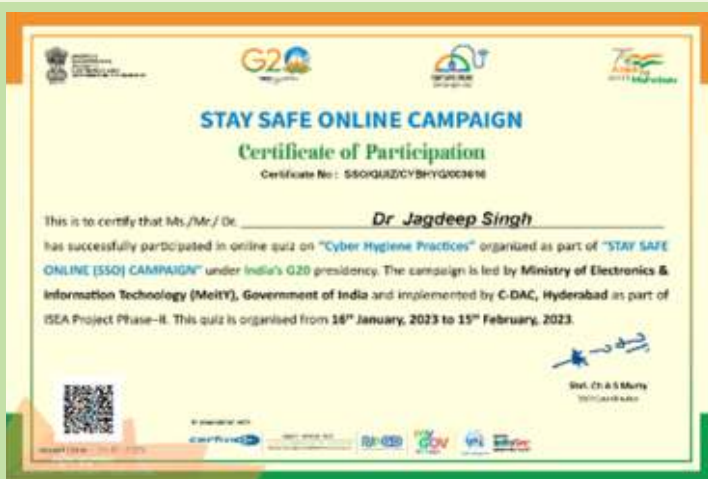 G20
STAY SAFE ONLINE CAMPAIGN
Certificate of Participation
Certificate No : SSO/QUIZ/CYBHYG/003616
This is to certify that Ms./Mr./ Dr. Dr Jagdeep Singh
has successfully participated in online quiz on "Cyber Hygiene Practices" organized as part of "STAY SAFE
ONLINE (SSO) CAMPAIGN" under India's G20 presidency. The campaign is led by Ministry of Electronics &
Information Technology (MeitY), Government of India and implemented by C-DAC, Hyderabad as part of
ISEA Project Phase-II. This quiz is organised from 16th January, 2023 to 15th February, 2023.
Shri. Ch A S Murty